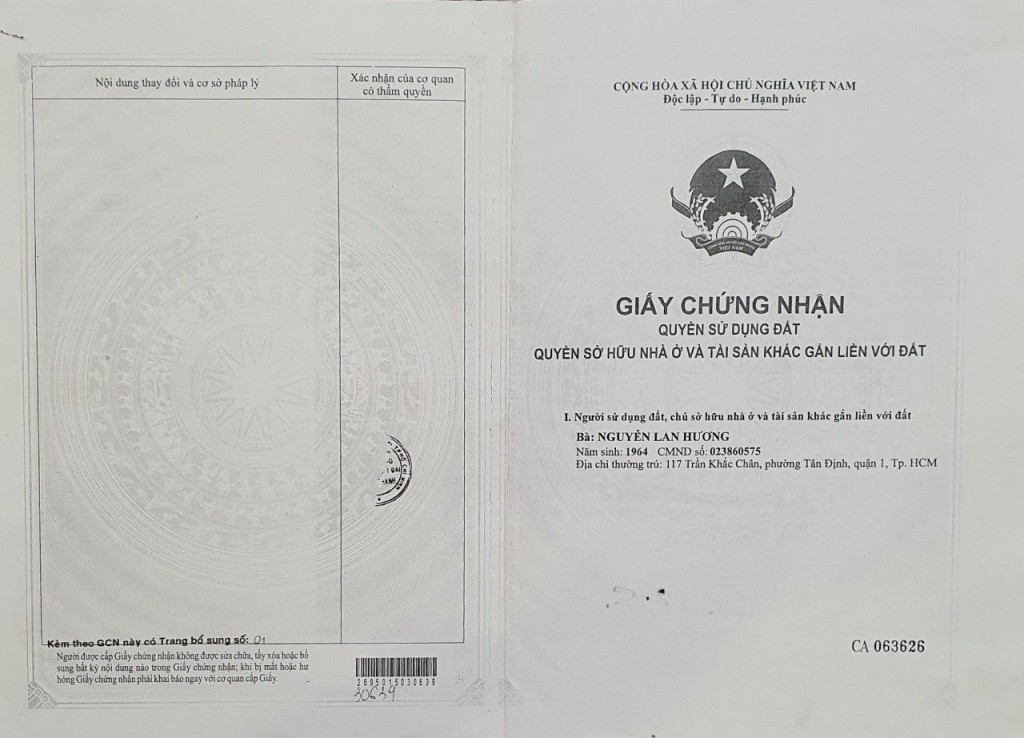 Nội dung thay đổi và cơ sở pháp lý
Xác nhận của cơ quan
có thẩm quyền
Kèm theo GCN này có Trang bổ sung số: 01
Người được cấp Giấy chứng nhận không được sửa chữa, tẩy xóa hoặc bổ
sung bất kỳ nội dung nào trong Giấy chứng nhận; khi bị mất hoặc hư
hỏng Giấy chứng nhận phải khai báo ngay với cơ quan cấp Giấy.
2695015030639
30639
CỘNG HÒA XÃ HỘI CHỦ NGHĨA VIỆT NAM
Độc lập - Tự do - Hạnh phúc
VIỆT NAM
GIẤY CHỨNG NHẬN
QUYỀN SỬ DỤNG ĐẤT
QUYỀN SỞ HỮU NHÀ Ở VÀ TÀI SẢN KHÁC GẮN LIỀN VỚI ĐẤT
I. Người sử dụng đất, chủ sở hữu nhà ở và tài sản khác gắn liền với đất
Bà: NGUYỄN LAN HƯƠNG
Năm sinh: 1964 CMND số: 023860575
Địa chỉ thường trú: 117 Trần Khắc Chân, phường Tân Định, quận 1, Tp. HCM
CA 063626